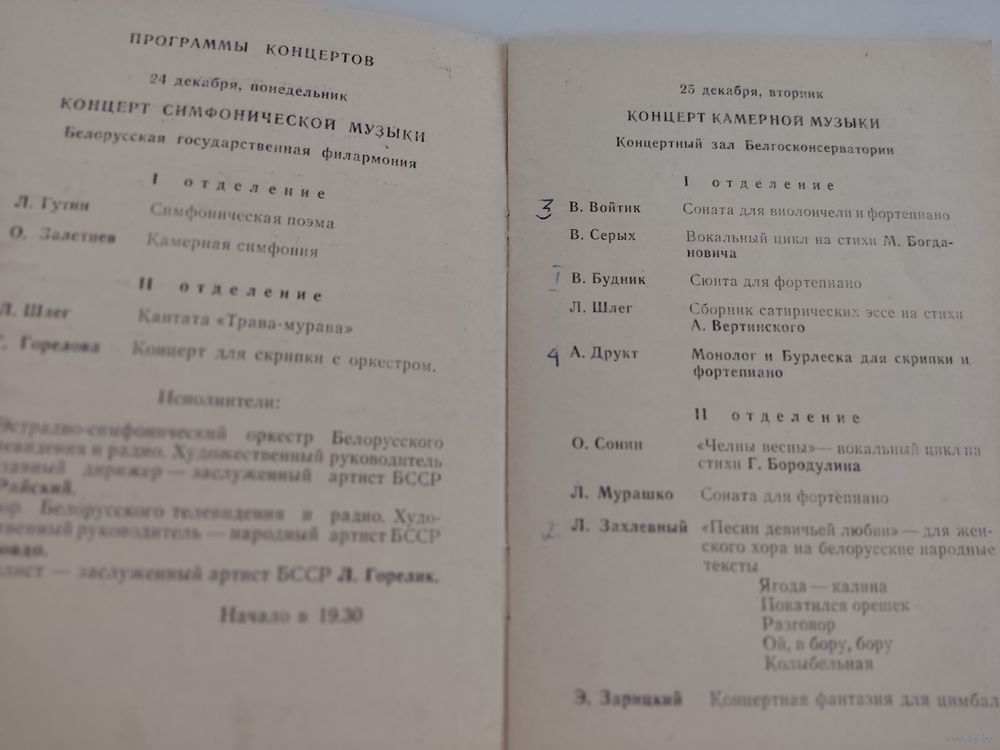 ПРОГРАММЫ КОНЦЕРТОВ
24 декабря, понедельник
КОНЦЕРТ СИМФОНИЧЕСКОЙ МУЗЫКИ
Белорусская государственная филармония
I отделение
Л. Гутин Симфоническая поэма
О. Залетнев Камерная симфония
II отделение
Л. Шлег Кантата «Трава-мурава»
Горелова Концерт для скрипки с оркестром.
Исполнители:
Эстрадно-симфонический оркестр Белорусского
телевидения и радио. Художественный руководитель
дирижер — заслуженный артист БССР
Райский.
Белорусского телевидения и радио. Худо-
жественный руководитель — народный артист БССР
— заслуженный артист БССР Л. Горелик.
Начало в 19.30
25 декабря, вторник
КОНЦЕРТ КАМЕРНОЙ МУЗЫКИ
Концертный зал Белгосконсерватории
I отделение
3 В. Войтик Соната для виолончели и фортепиано
В. Серых Вокальный цикл на стихи М. Богда-
новича
1 В. Будник Сюита для фортепиано
Л. Шлег Сборник сатирических эссе на стихи
А. Вертинского
4 А. Друкт Монолог и Бурлеска для скрипки и
фортепиано
II отделение
О. Сонин «Челны весны»— вокальный цикл на
стихи Г. Бородулина
Л. Мурашко Соната для фортепиано
2 Л. Захлевный «Песни девичьей любви» — для жен-
ского хора на белорусские народные
тексты
Ягода — калина
Покатился орешек
Разговор
Ой, в бору, бору
Колыбельная
Э. Зарицкий Концертная фантазия для цимбал